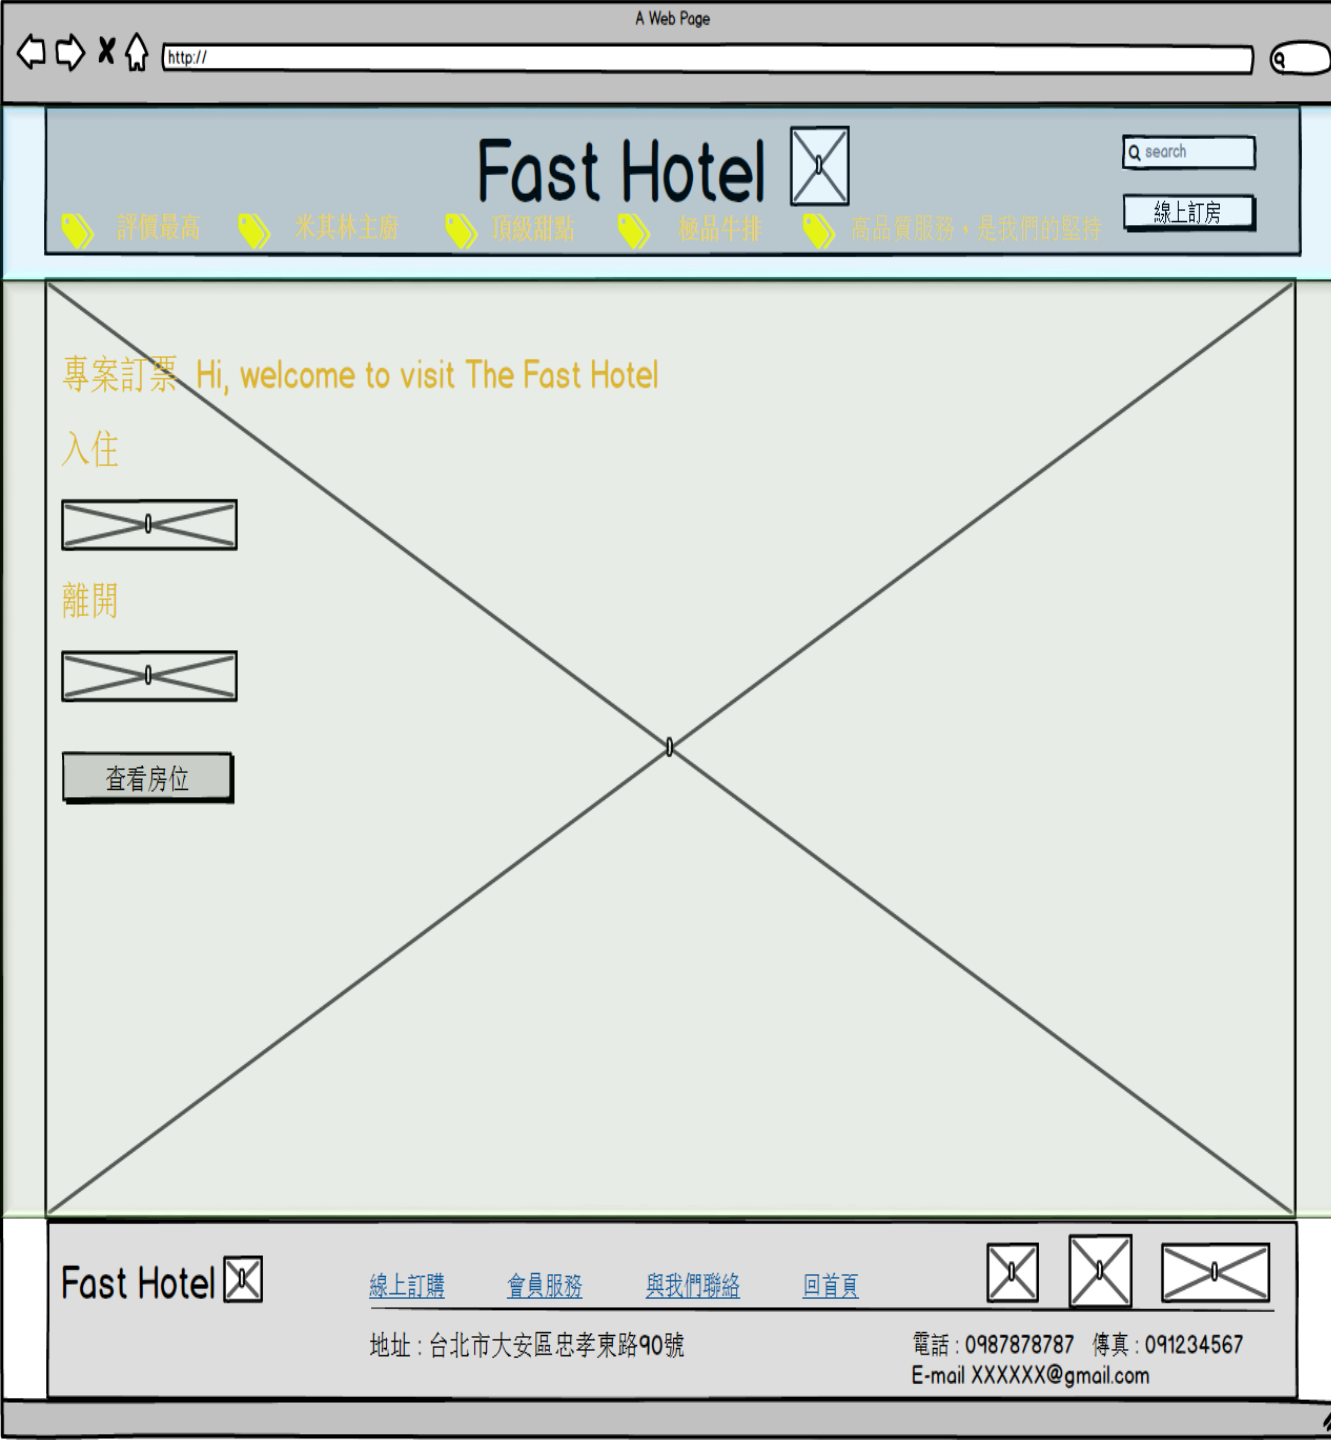 A Web Page
http://
Fast Hotel
search
線上訂房
評價最高 米其林主廚 頂級甜點 極品牛排 高品質服務，是我們的堅持
專案訂票 Hi, welcome to visit The Fast Hotel
入住
離開
查看房位
Fast Hotel
線上訂購 會員服務 與我們聯絡 回首頁
地址 : 台北市大安區忠孝東路90號
電話 : 0987878787 傳真 : 091234567
E-mail XXXXXX@gmail.com